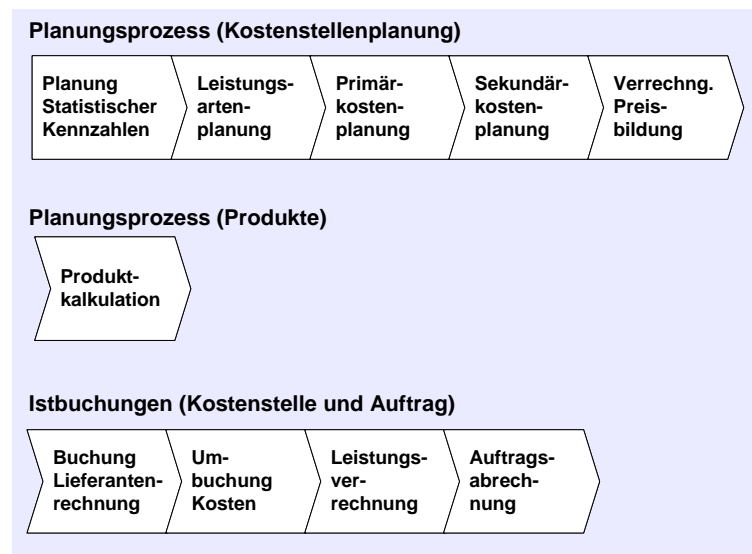 Planungsprozess (Kostenstellenplanung)
Planung
Statistischer
Kennzahlen
Leistungs-
arten-
planung
Primär-
kosten-
planung
Sekundär-
kosten-
planung
Verrechng.
Preis-
bildung
Planungsprozess (Produkte)
Produkt-
kalkulation
Istbuchungen (Kostenstelle und Auftrag)
Buchung
Lieferanten-
rechnung
Um-
buchung
Kosten
Leistungs-
ver-
rechnung
Auftrags-
abrech-
nung